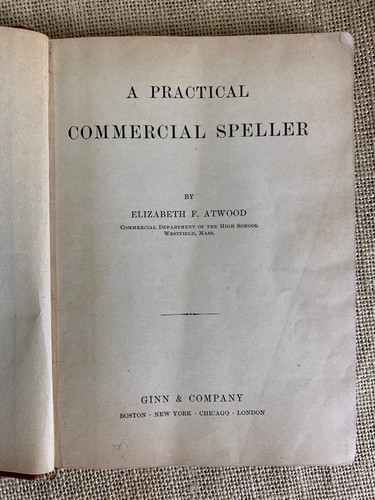 A PRACTICAL
COMMERCIAL SPELLER
BY
ELIZABETH F. ATWOOD
COMMERCIAL DEPARTMENT OF THE HIGH SCHOOL
WESTFIELD, MASS.
GINN & COMPANY
BOSTON · NEW YORK · CHICAGO · LONDON